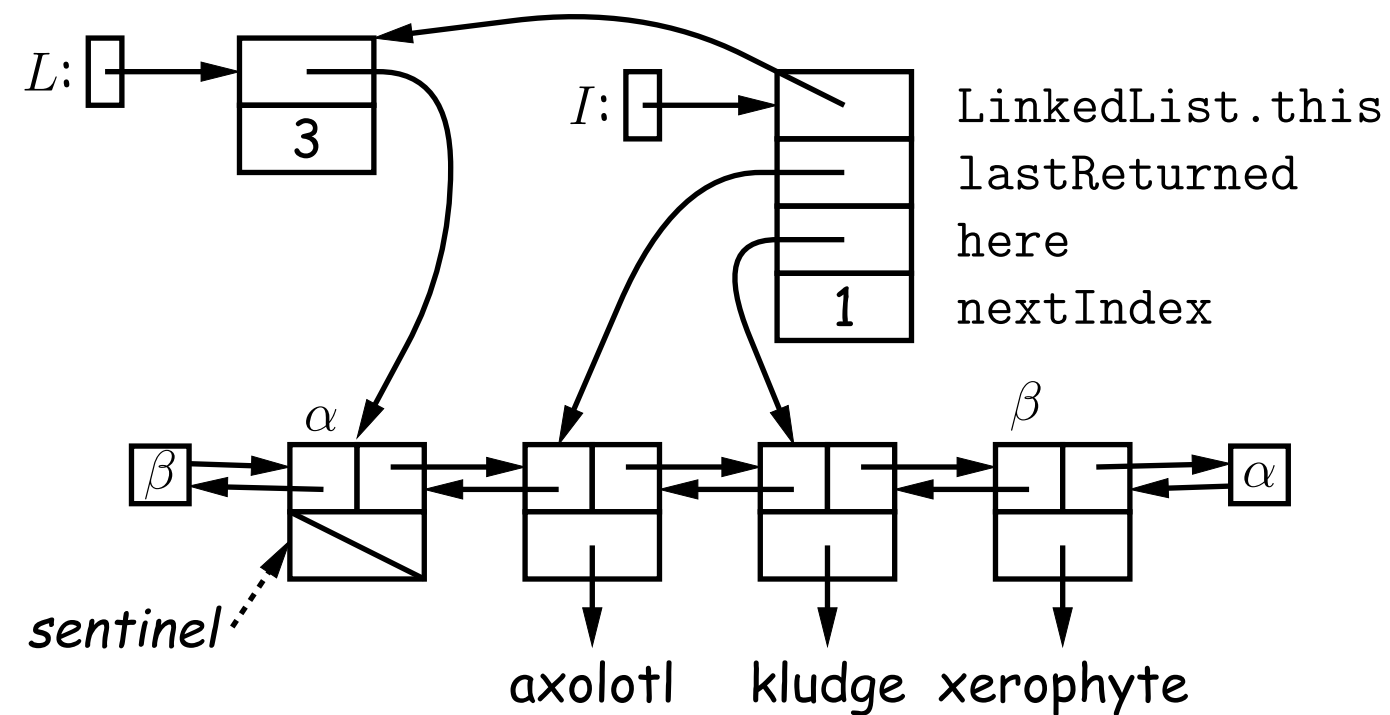 L:
3
I:
LinkedList.this
lastReturned
here
1
nextIndex
α
β
β
α
sentinel
axolotl kludge xerophyte